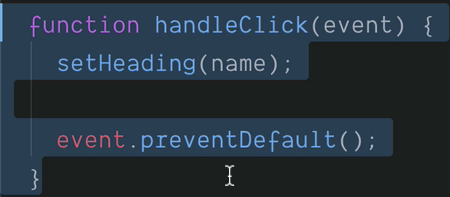 function handleClick(event) {
setHeading(name);
event.preventDefault();
}